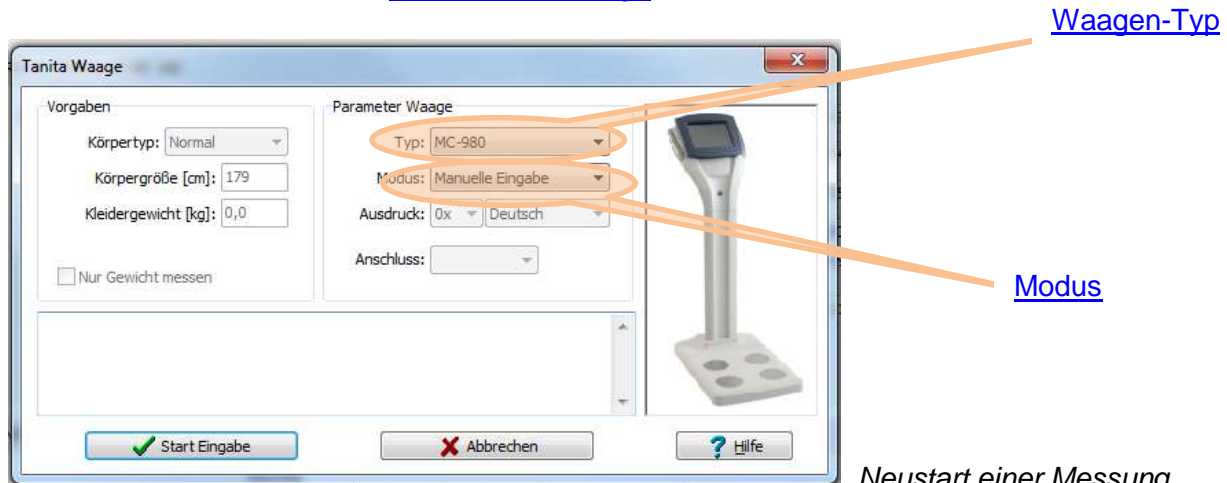 Waagen-Typ
Tanita Waage
Vorgaben
Körpertyp: Normal
Körpergröße [cm]: 179
Kleidergewicht [kg]: 0,0
Nur Gewicht messen
Parameter Waage
Typ: MC-980
Modus: Manuelle Eingabe
Ausdruck: 0x Deutsch
Anschluss:
Modus
Start Eingabe
Abbrechen
Hilfe
Neustart einer Messung